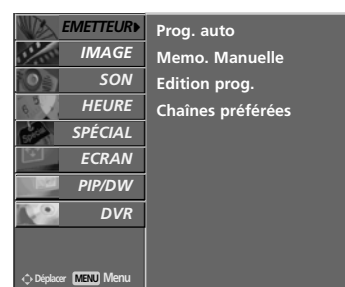 EMETTEUR
IMAGE
SON
HEURE
SPÉCIAL
ECRAN
PIP/DW
DVR
Déplacer MENU Menu
Prog. auto
Memo. Manuelle
Edition prog.
Chaînes préférées